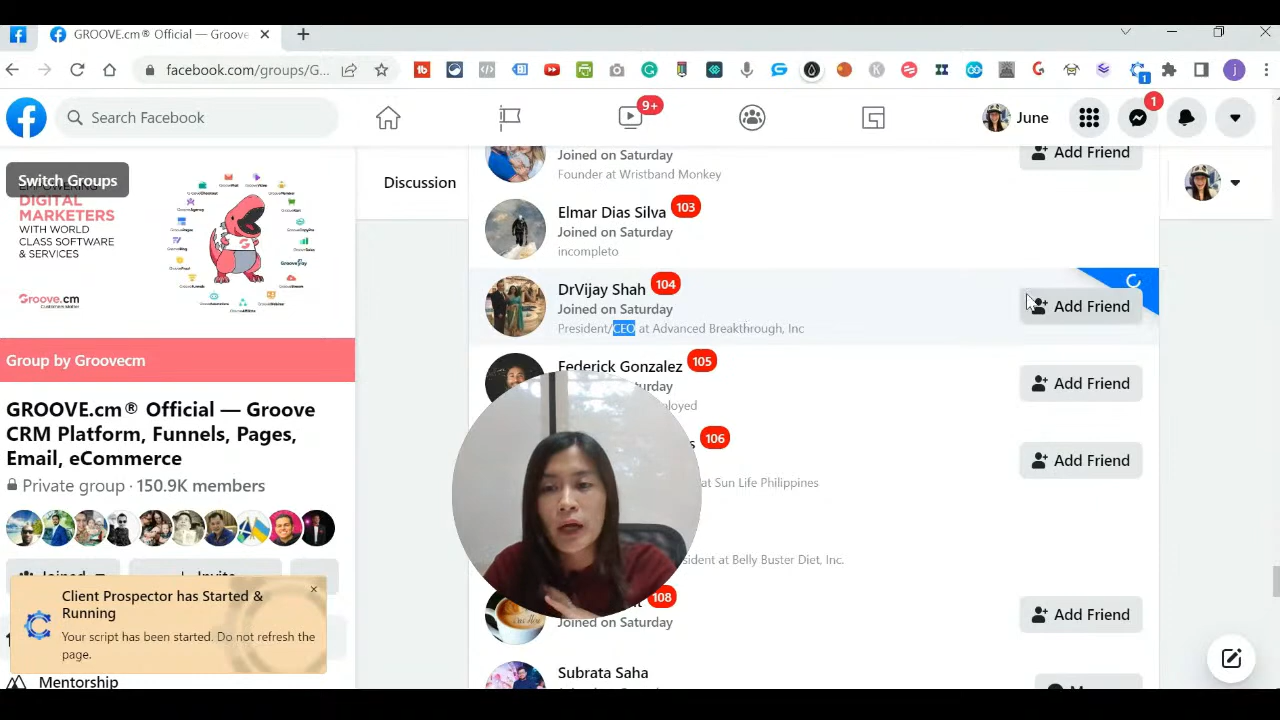 GROOVE.cm® Official — Groove
facebook.com/groups/G...
1
Search Facebook
9+
June
1
Switch Groups
DIGITAL
MARKETERS
WITH WORLD
CLASS SOFTWARE
& SERVICES
Groove.cm
Group by Groovecm
GROOVE.cm® Official — Groove
CRM Platform, Funnels, Pages,
Email, eCommerce
Private group · 150.9K members
Client Prospector has Started &
Running
Your script has been started. Do not refresh the
page.
Mentorship
Discussion
Joined on Saturday
Founder at Wristband Monkey
Add Friend
Elmar Dias Silva 103
Joined on Saturday
incompleto
DrVijay Shah 104
Joined on Saturday
President/CEO at Advanced Breakthrough, Inc
Add Friend
Federick Gonzalez 105
Add Friend
106
at Sun Life Philippines
Add Friend
at Belly Buster Diet, Inc.
108
Joined on Saturday
Add Friend
Subrata Saha